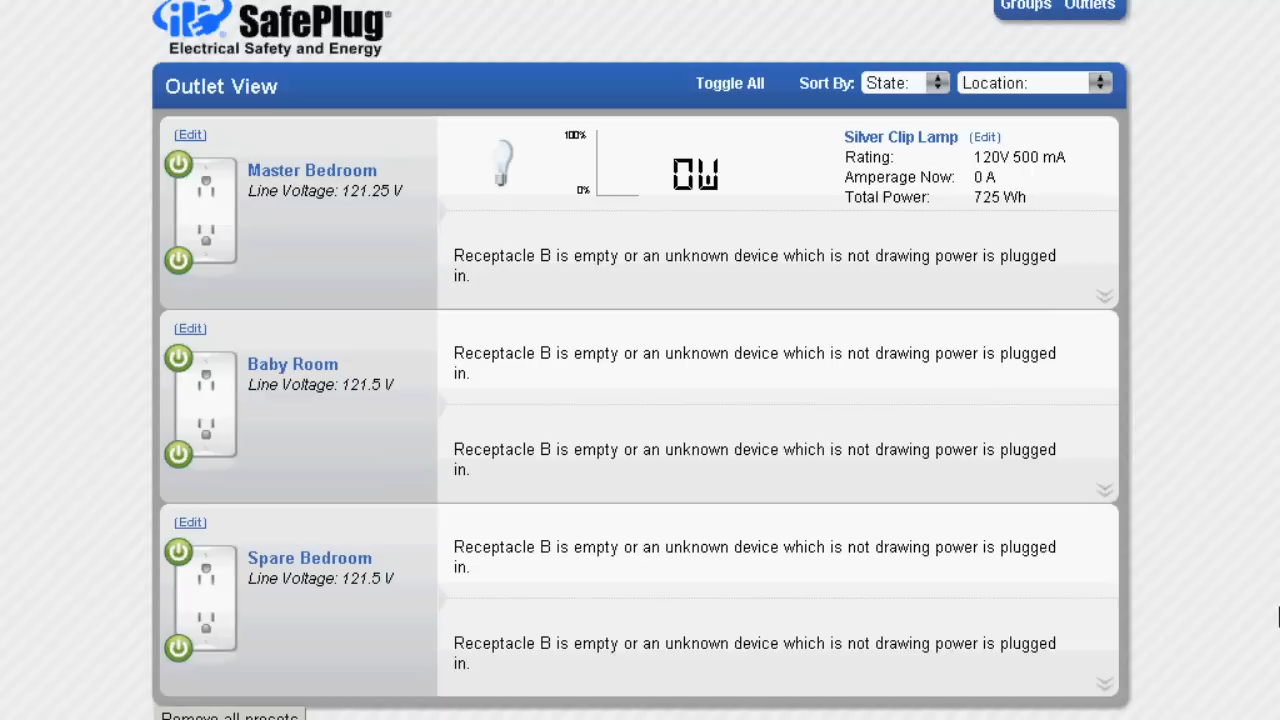 SafePlug®
Electrical Safety and Energy
Groups Outlets
Outlet View
Toggle All
Sort By: State: Location:
(Edit)
Master Bedroom
Line Voltage: 121.25 V
100%
0%
0W
Silver Clip Lamp (Edit)
Rating: 120V 500 mA
Amperage Now: 0 A
Total Power: 725 Wh
Receptacle B is empty or an unknown device which is not drawing power is plugged
in.
(Edit)
Baby Room
Line Voltage: 121.5 V
Receptacle B is empty or an unknown device which is not drawing power is plugged
in.
Receptacle B is empty or an unknown device which is not drawing power is plugged
in.
(Edit)
Spare Bedroom
Line Voltage: 121.5 V
Receptacle B is empty or an unknown device which is not drawing power is plugged
in.
Receptacle B is empty or an unknown device which is not drawing power is plugged
in.
Remove all presets